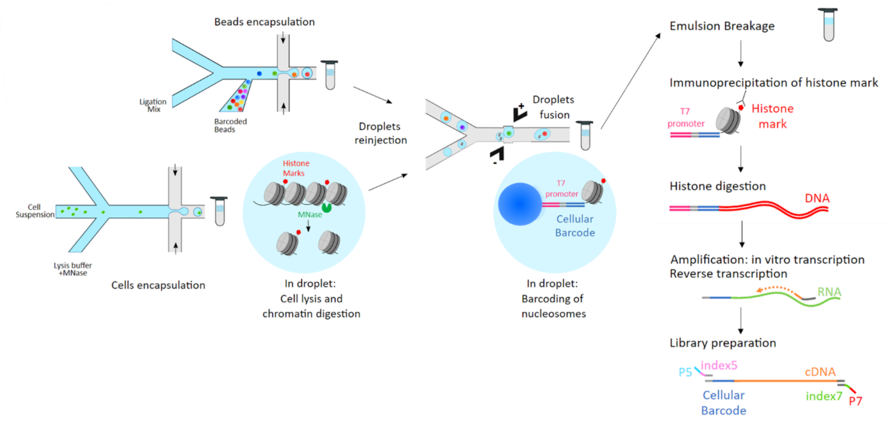 Beads encapsulation
Ligation
Mix
Barcoded
Beads
Cell
Suspension
Lysis buffer
+MNase
Cells encapsulation
Histone
Marks
MNase
In droplet:
Cell lysis and
chromatin digestion
Droplets
reinjection
+
-
Droplets
fusion
T7
promoter
Cellular
Barcode
In droplet:
Barcoding of
nucleosomes
Emulsion Breakage
Immunoprecipitation of histone mark
T7
promoter
Histone
mark
Histone digestion
DNA
Amplification: in vitro transcription
Reverse transcription
RNA
Library preparation
P5
index5
cDNA
Cellular
Barcode
index7
P7